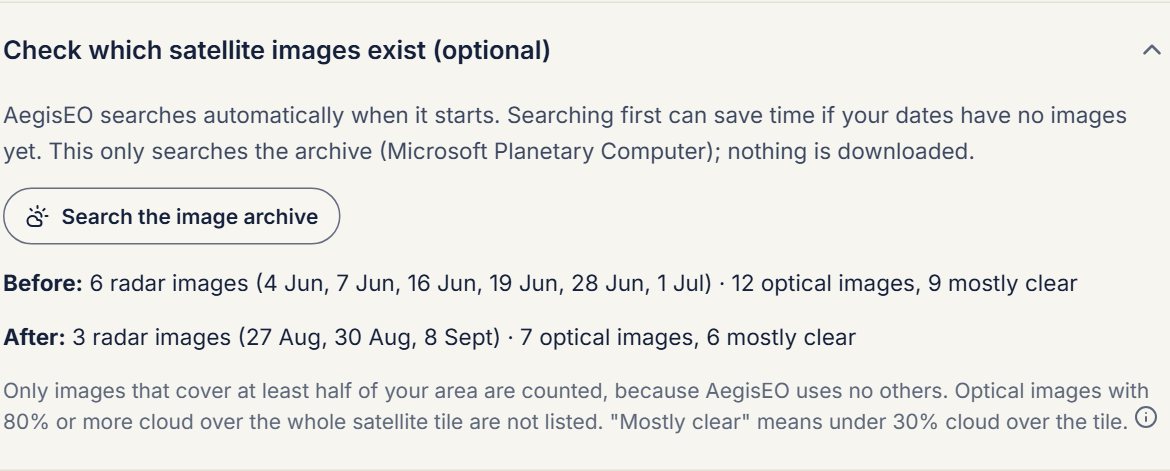 Check which satellite images exist (optional)
AegisEO searches automatically when it starts. Searching first can save time if your dates have no images
yet. This only searches the archive (Microsoft Planetary Computer); nothing is downloaded.
Search the image archive
Before: 6 radar images (4 Jun, 7 Jun, 16 Jun, 19 Jun, 28 Jun, 1 Jul) · 12 optical images, 9 mostly clear
After: 3 radar images (27 Aug, 30 Aug, 8 Sept) · 7 optical images, 6 mostly clear
Only images that cover at least half of your area are counted, because AegisEO uses no others. Optical images with
80% or more cloud over the whole satellite tile are not listed. "Mostly clear" means under 30% cloud over the tile.